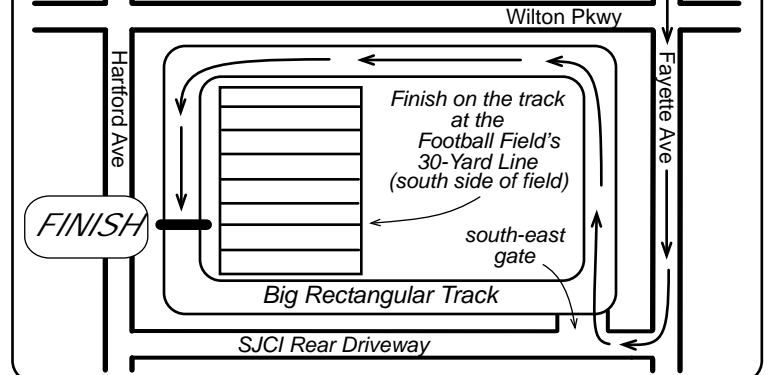 Wilton Pkwy
Hartford Ave
Fayette Ave
Finish on the track
at the
Football Field's
30-Yard Line
(south side of field)
FINISH
south-east
gate
Big Rectangular Track
SJCI Rear Driveway